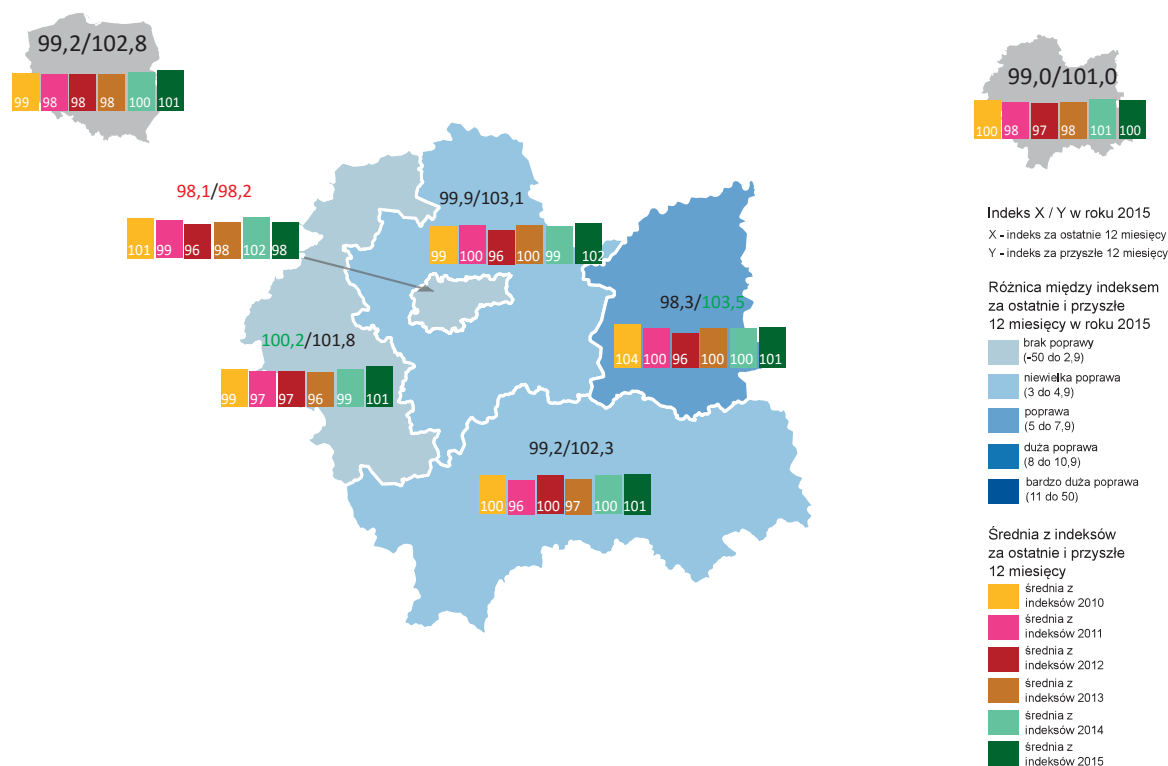 99,2/102,8
99 98 98 98 100 101
99,0/101,0
100 98 97 98 101 100
98,1/98,2
101 99 96 98 102 98
99,9/103,1
99 100 96 100 99 102
98,3/103,5
104 100 96 100 100 101
100,2/101,8
99 97 97 96 99 101
99,2/102,3
100 96 100 97 100 101
Indeks X / Y w roku 2015
X - indeks za ostatnie 12 miesięcy
Y - indeks za przyszłe 12 miesięcy
Różnica między indeksem
za ostatnie i przyszłe
12 miesięcy w roku 2015
brak poprawy
(-50 do 2,9)
niewielka poprawa
(3 do 4,9)
poprawa
(5 do 7,9)
duża poprawa
(8 do 10,9)
bardzo duża poprawa
(11 do 50)
Średnia z indeksów
za ostatnie i przyszłe
12 miesięcy
średnia z
indeksów 2010
średnia z
indeksów 2011
średnia z
indeksów 2012
średnia z
indeksów 2013
średnia z
indeksów 2014
średnia z
indeksów 2015